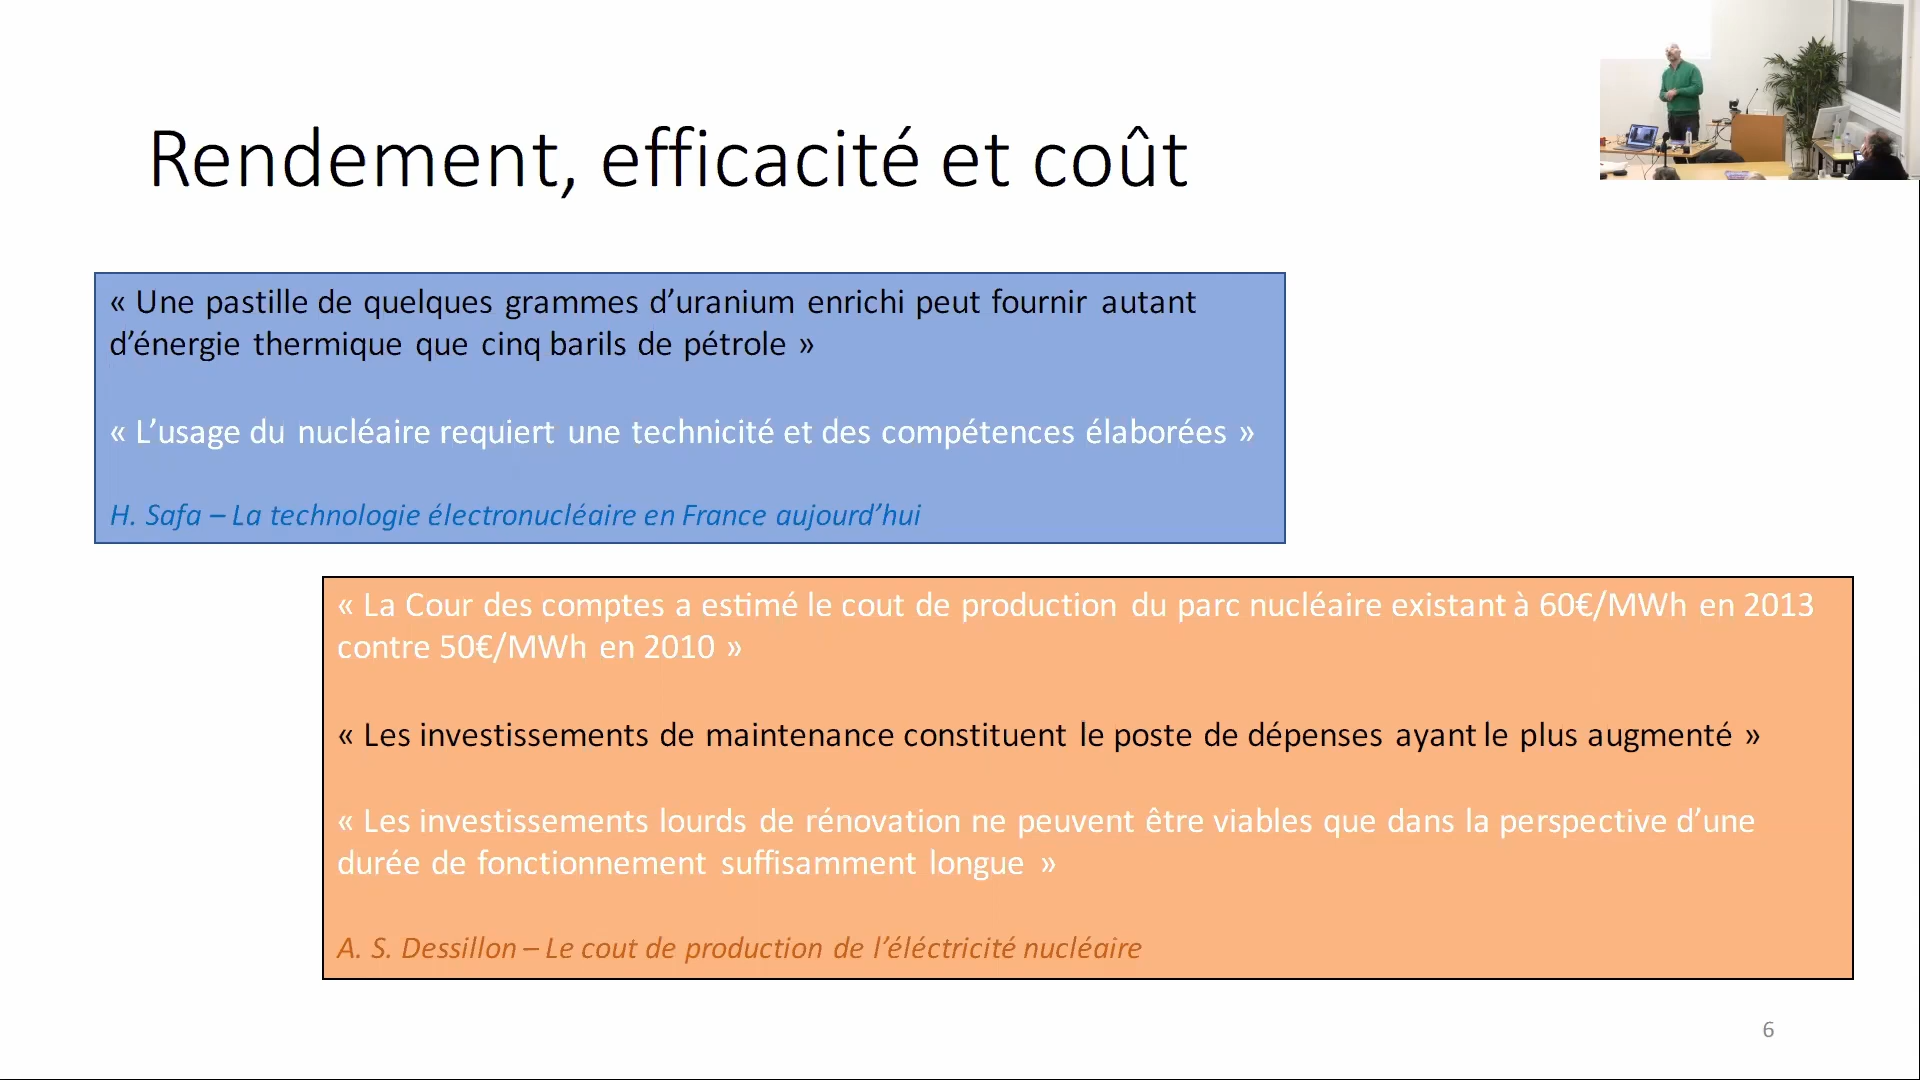 Rendement, efficacité et coût
« Une pastille de quelques grammes d’uranium enrichi peut fournir autant
d’énergie thermique que cinq barils de pétrole »
« L’usage du nucléaire requiert une technicité et des compétences élaborées »
H. Safa – La technologie électronucléaire en France aujourd’hui
« La Cour des comptes a estimé le cout de production du parc nucléaire existant à 60€/MWh en 2013
contre 50€/MWh en 2010 »
« Les investissements de maintenance constituent le poste de dépenses ayant le plus augmenté »
« Les investissements lourds de rénovation ne peuvent être viables que dans la perspective d’une
durée de fonctionnement suffisamment longue »
A. S. Dessillon – Le cout de production de l’éléctricité nucléaire
6